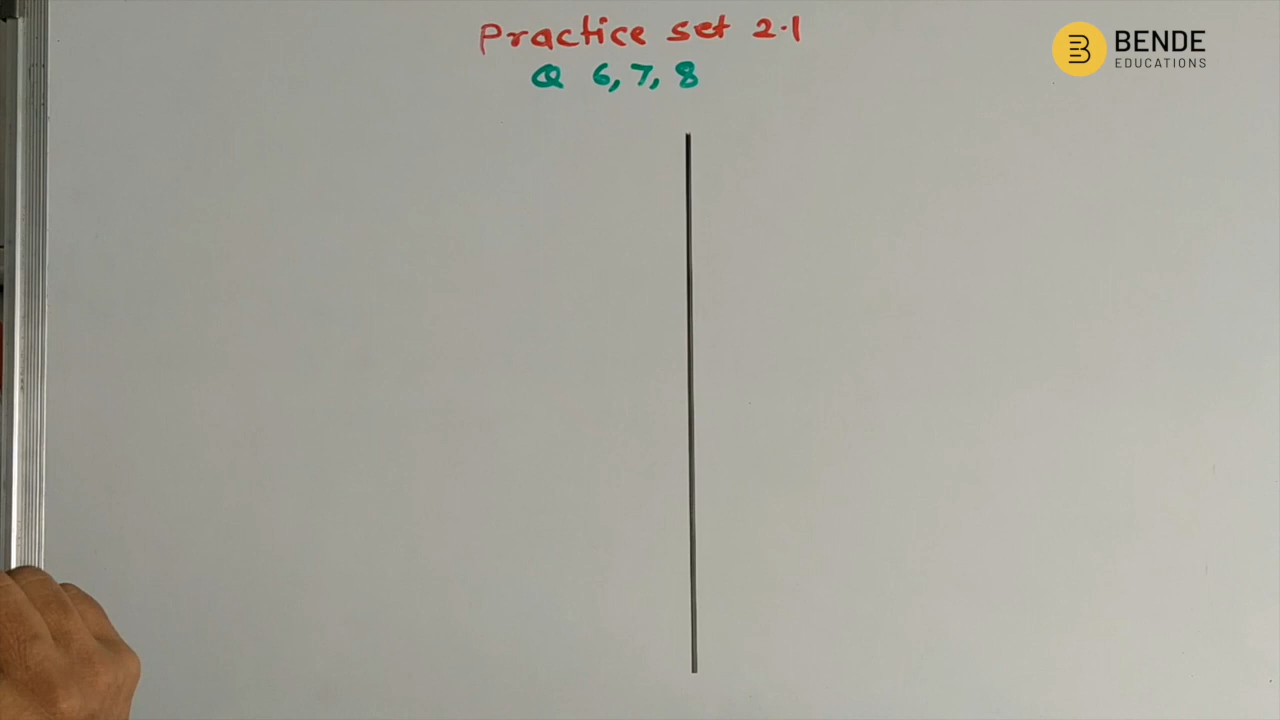 Practice set 2.1
Q 6, 7, 8
BENDE
EDUCATIONS